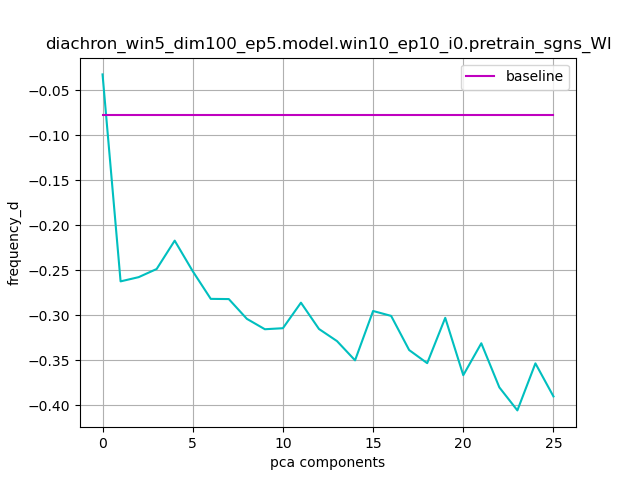 diachron_win5_dim100_ep5.model.win10_ep10_i0.pretrain_sgns_WI
baseline
−0.05
−0.10
−0.15
−0.20
−0.25
−0.30
−0.35
−0.40
frequency_d
0 5 10 15 20 25
pca components